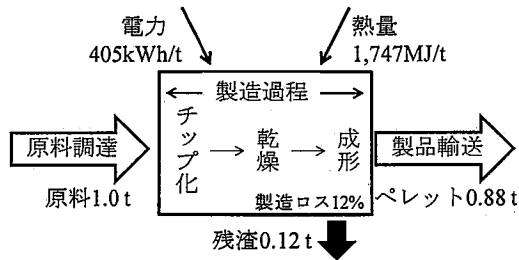 電力
405kWh/t
熱量
1,747MJ/t
製造過程
原料調達
チップ化
乾燥
成形
製品輸送
原料1.0 t
製造ロス12%
ペレット0.88 t
残渣0.12 t